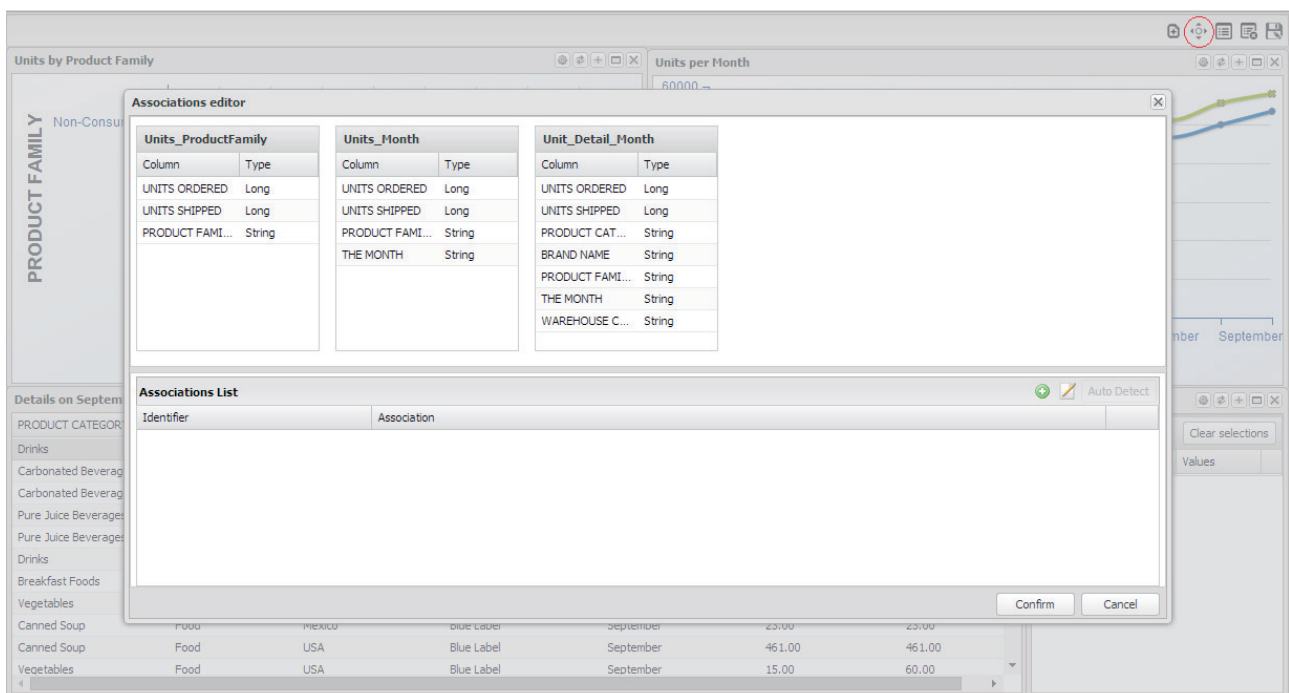 Units by Product Family
Units per Month
60000
Non-Consu
PRODUCT FAMILY
mber September
Associations editor
Units_ProductFamily
Column Type
UNITS ORDERED Long
UNITS SHIPPED Long
PRODUCT FAMI... String
Units_Month
Column Type
UNITS ORDERED Long
UNITS SHIPPED Long
PRODUCT FAMI... String
THE MONTH String
Unit_Detail_Month
Column Type
UNITS ORDERED Long
UNITS SHIPPED Long
PRODUCT CAT... String
BRAND NAME String
PRODUCT FAMI... String
THE MONTH String
WAREHOUSE C... String
Associations List
Auto Detect
Identifier Association
Confirm Cancel
Details on Septem
PRODUCT CATEGOR
Drinks
Carbonated Beverag
Carbonated Beverag
Pure Juice Beverages
Pure Juice Beverages
Drinks
Breakfast Foods
Vegetables
Canned Soup Food Mexico Blue Label September 23.00 23.00
Canned Soup Food USA Blue Label September 461.00 461.00
Vegetables Food USA Blue Label September 15.00 60.00
Clear selections
Values